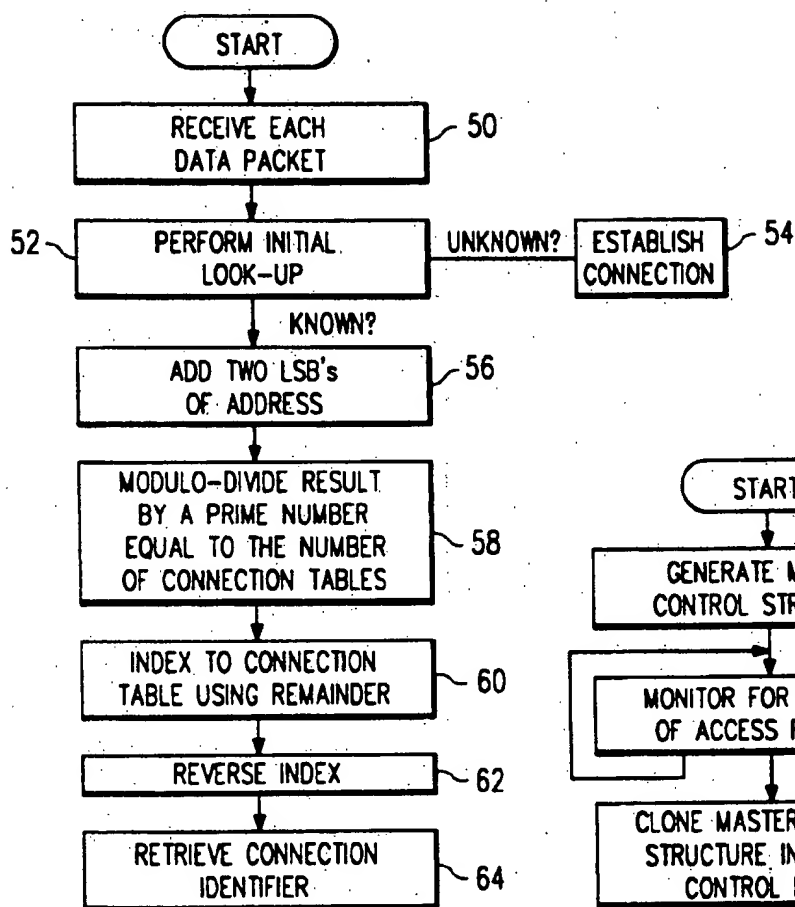 START
RECEIVE EACH
DATA PACKET
50
52
PERFORM INITIAL
LOOK-UP
UNKNOWN?
ESTABLISH
CONNECTION
54
KNOWN?
ADD TWO LSB's
OF ADDRESS
56
MODULO-DIVIDE RESULT
BY A PRIME NUMBER
EQUAL TO THE NUMBER
OF CONNECTION TABLES
58
INDEX TO CONNECTION
TABLE USING REMAINDER
60
REVERSE INDEX
62
RETRIEVE CONNECTION
IDENTIFIER
64
START
GENERATE
CONTROL
MONITOR FOR
OF ACCESS
CLONE MASTER
STRUCTURE
CONTROL